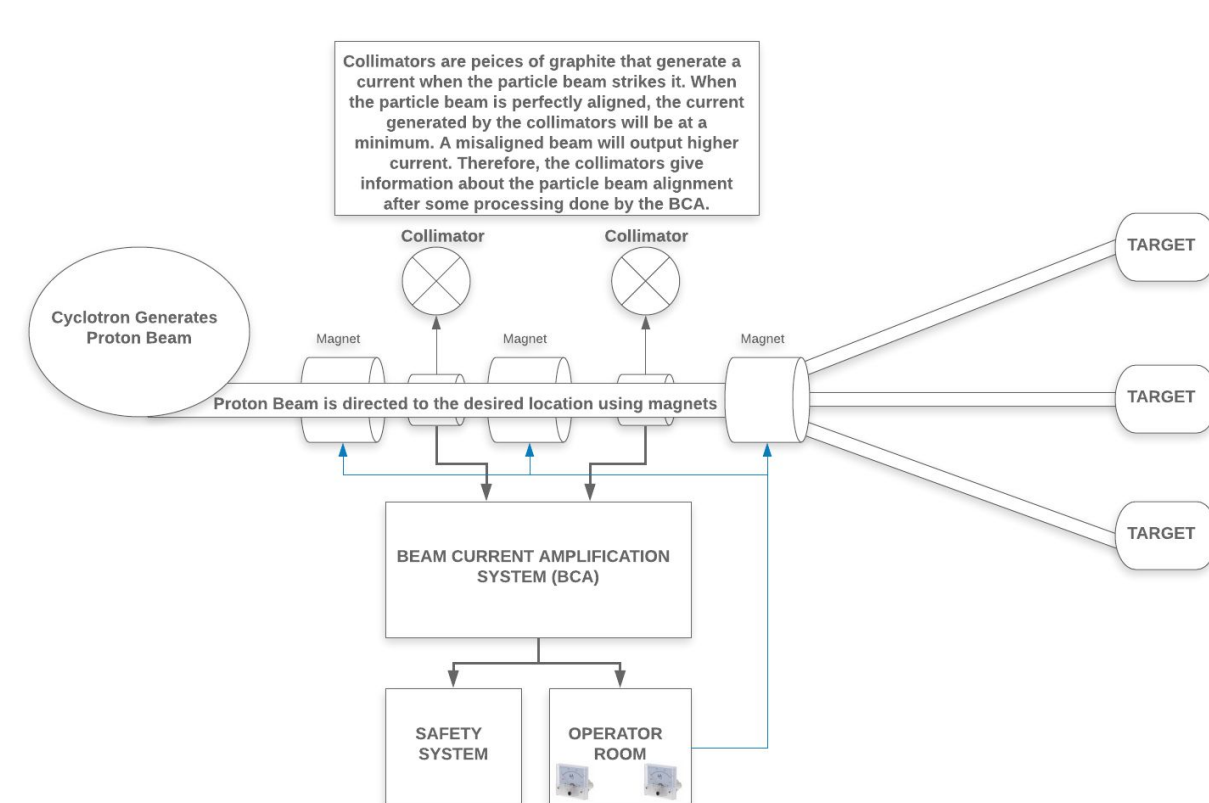 Collimators are peices of graphite that generate a
current when the particle beam strikes it. When
the particle beam is perfectly aligned, the current
generated by the collimators will be at a
minimum. A misaligned beam will output higher
current. Therefore, the collimators give
information about the particle beam alignment
after some processing done by the BCA.
Collimator
Collimator
TARGET
Cyclotron Generates
Proton Beam
Magnet
Magnet
Magnet
Proton Beam is directed to the desired location using magnets
TARGET
TARGET
BEAM CURRENT AMPLIFICATION
SYSTEM (BCA)
SAFETY
SYSTEM
OPERATOR
ROOM